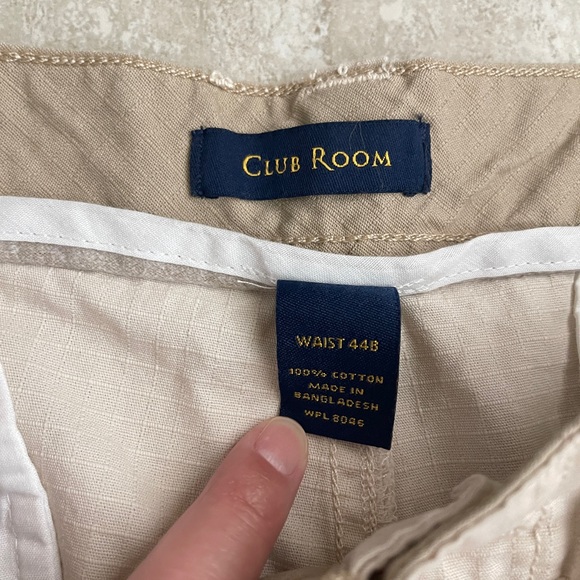 CLUB ROOM
WAIST 44B
100% COTTON
MADE IN
BANGLADESH
WPL 8046